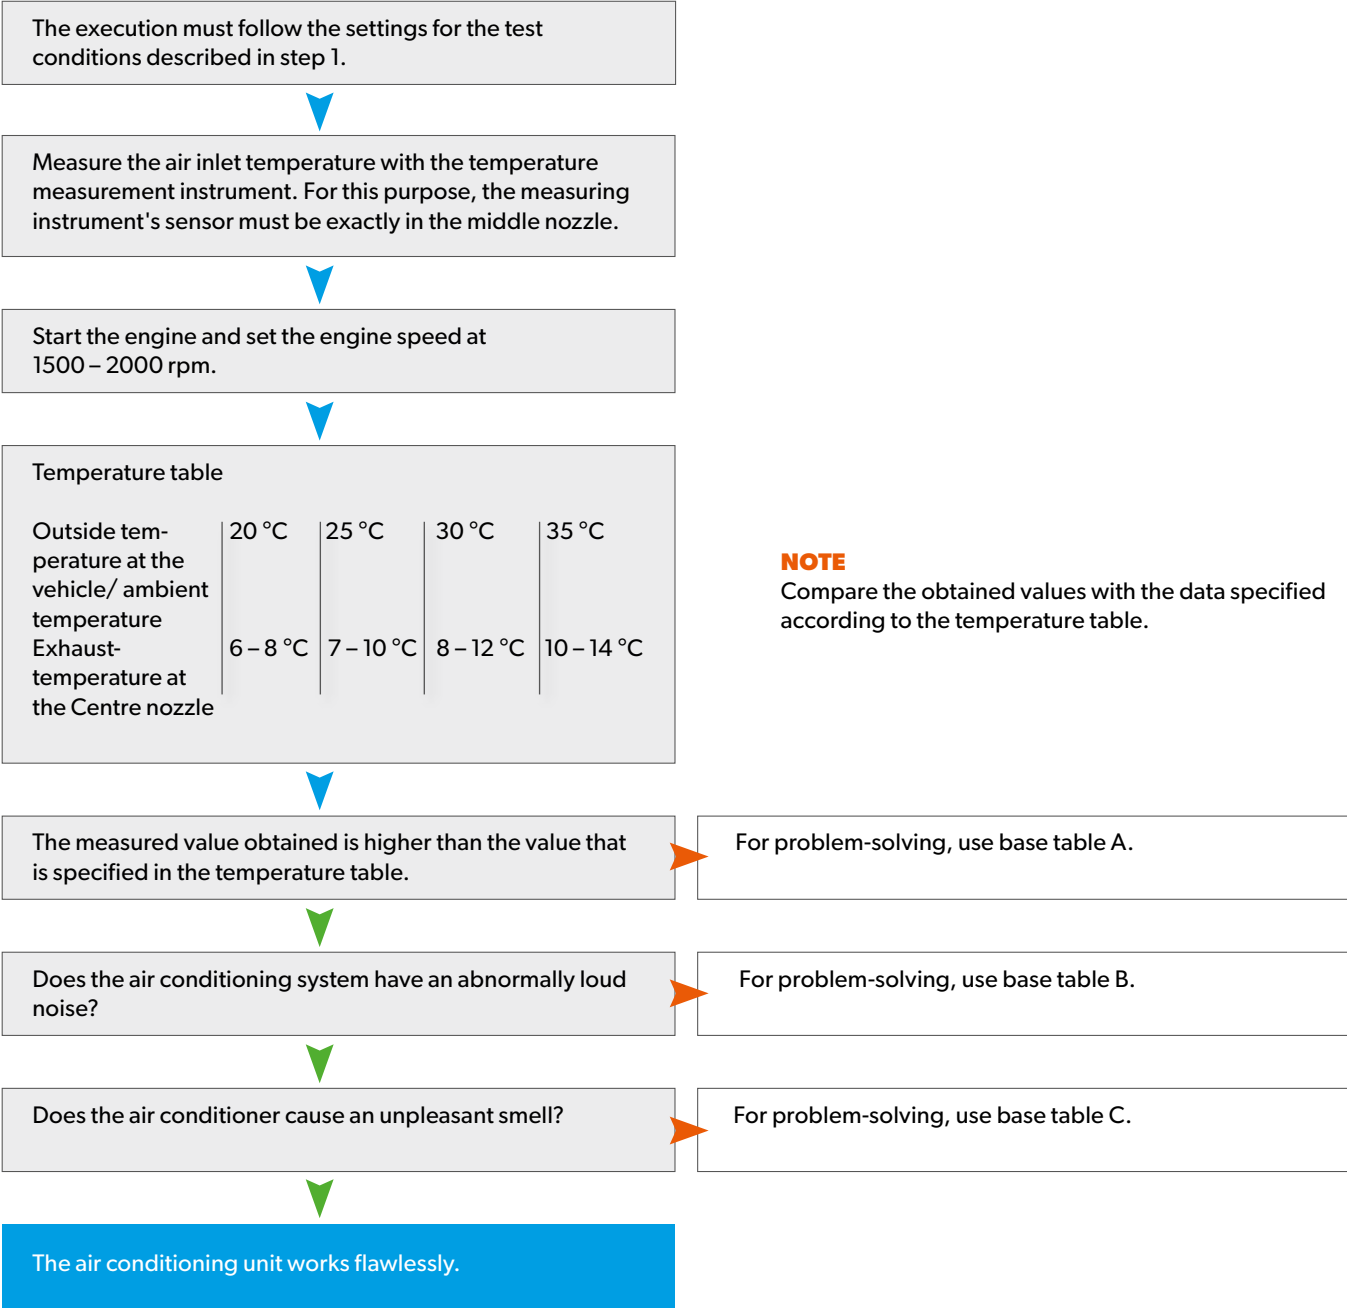 The execution must follow the settings for the test
conditions described in step 1.
Measure the air inlet temperature with the temperature
measurement instrument. For this purpose, the measuring
instrument's sensor must be exactly in the middle nozzle.
Start the engine and set the engine speed at
1500 – 2000 rpm.
Temperature table
Outside tem-
perature at the
vehicle/ ambient
temperature
20 °C 25 °C 30 °C 35 °C
Exhaust-
temperature at
the Centre nozzle
6 – 8 °C 7 – 10 °C 8 – 12 °C 10 – 14 °C
NOTE
Compare the obtained values with the data specified
according to the temperature table.
The measured value obtained is higher than the value that
is specified in the temperature table.
For problem-solving, use base table A.
Does the air conditioning system have an abnormally loud
noise?
For problem-solving, use base table B.
Does the air conditioner cause an unpleasant smell?
For problem-solving, use base table C.
The air conditioning unit works flawlessly.